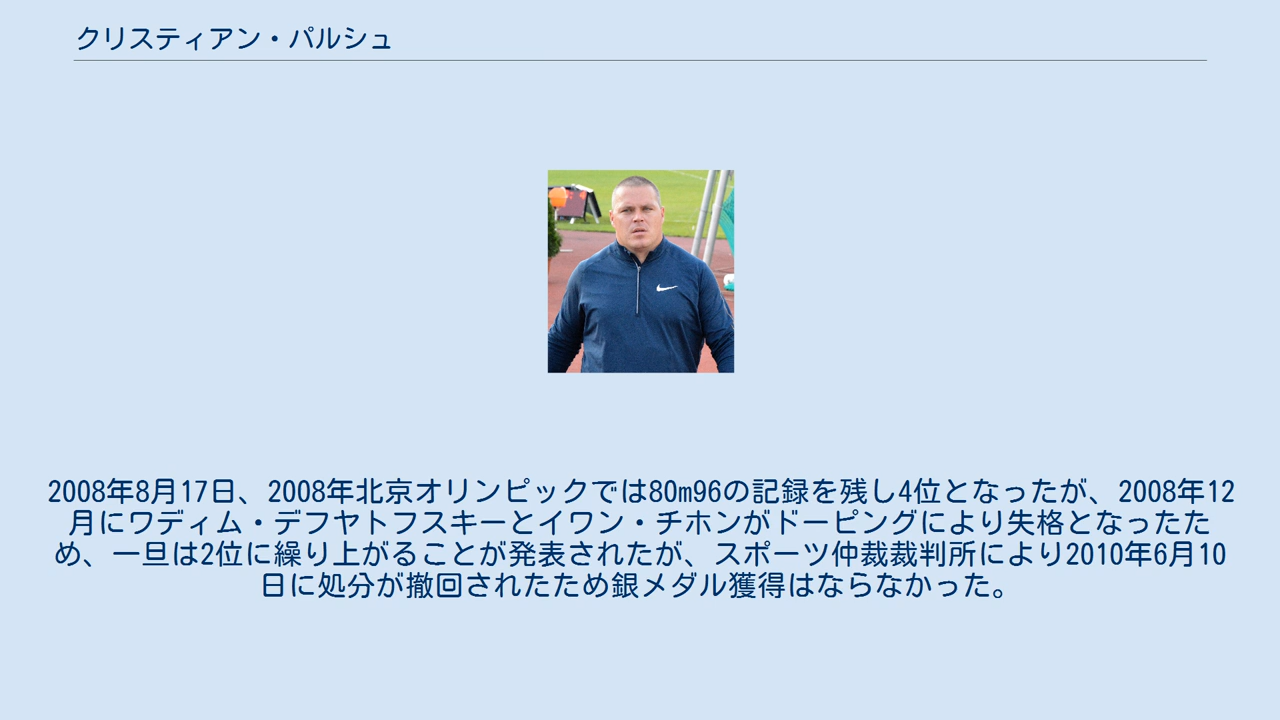 クリスティアン・パルシュ
2008年8月17日、2008年北京オリンピックでは80m96の記録を残し4位となったが、2008年12
月にワディム・デフヤトフスキーとイワン・チホンがドーピングにより失格となったた
め、一旦は2位に繰り上がることが発表されたが、スポーツ仲裁裁判所により2010年6月10
日に処分が撤回されたため銀メダル獲得はならなかった。